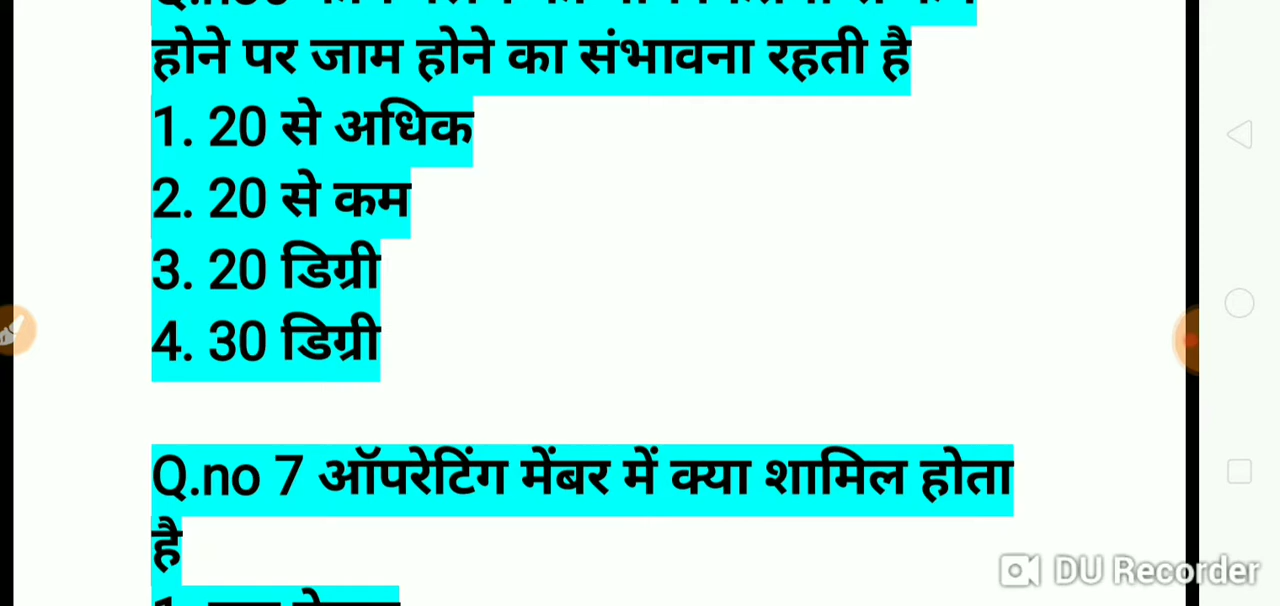 होने पर जाम होने का संभावना रहती है
1. 20 से अधिक
2. 20 से कम
3. 20 डिग्री
4. 30 डिग्री
Q.no 7 ऑपरेटिंग मेंबर में क्या शामिल होता
है
DU Recorder